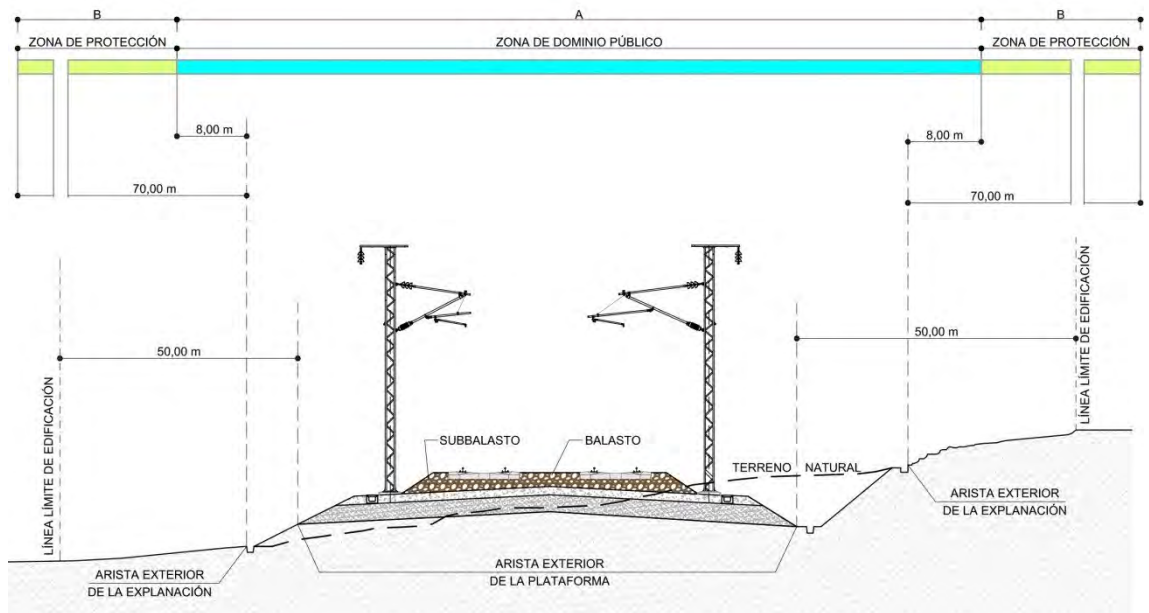 B
A
B
ZONA DE PROTECCIÓN
ZONA DE DOMINIO PÚBLICO
ZONA DE PROTECCIÓN
8,00 m
8,00 m
70,00 m
70,00 m
50,00 m
50,00 m
LÍNEA LÍMITE DE EDIFICACIÓN
LÍNEA LÍMITE DE EDIFICACIÓN
SUBBALASTO
BALASTO
TERRENO NATURAL
ARISTA EXTERIOR
DE LA EXPLANACIÓN
ARISTA EXTERIOR
DE LA PLATAFORMA
ARISTA EXTERIOR
DE LA EXPLANACIÓN